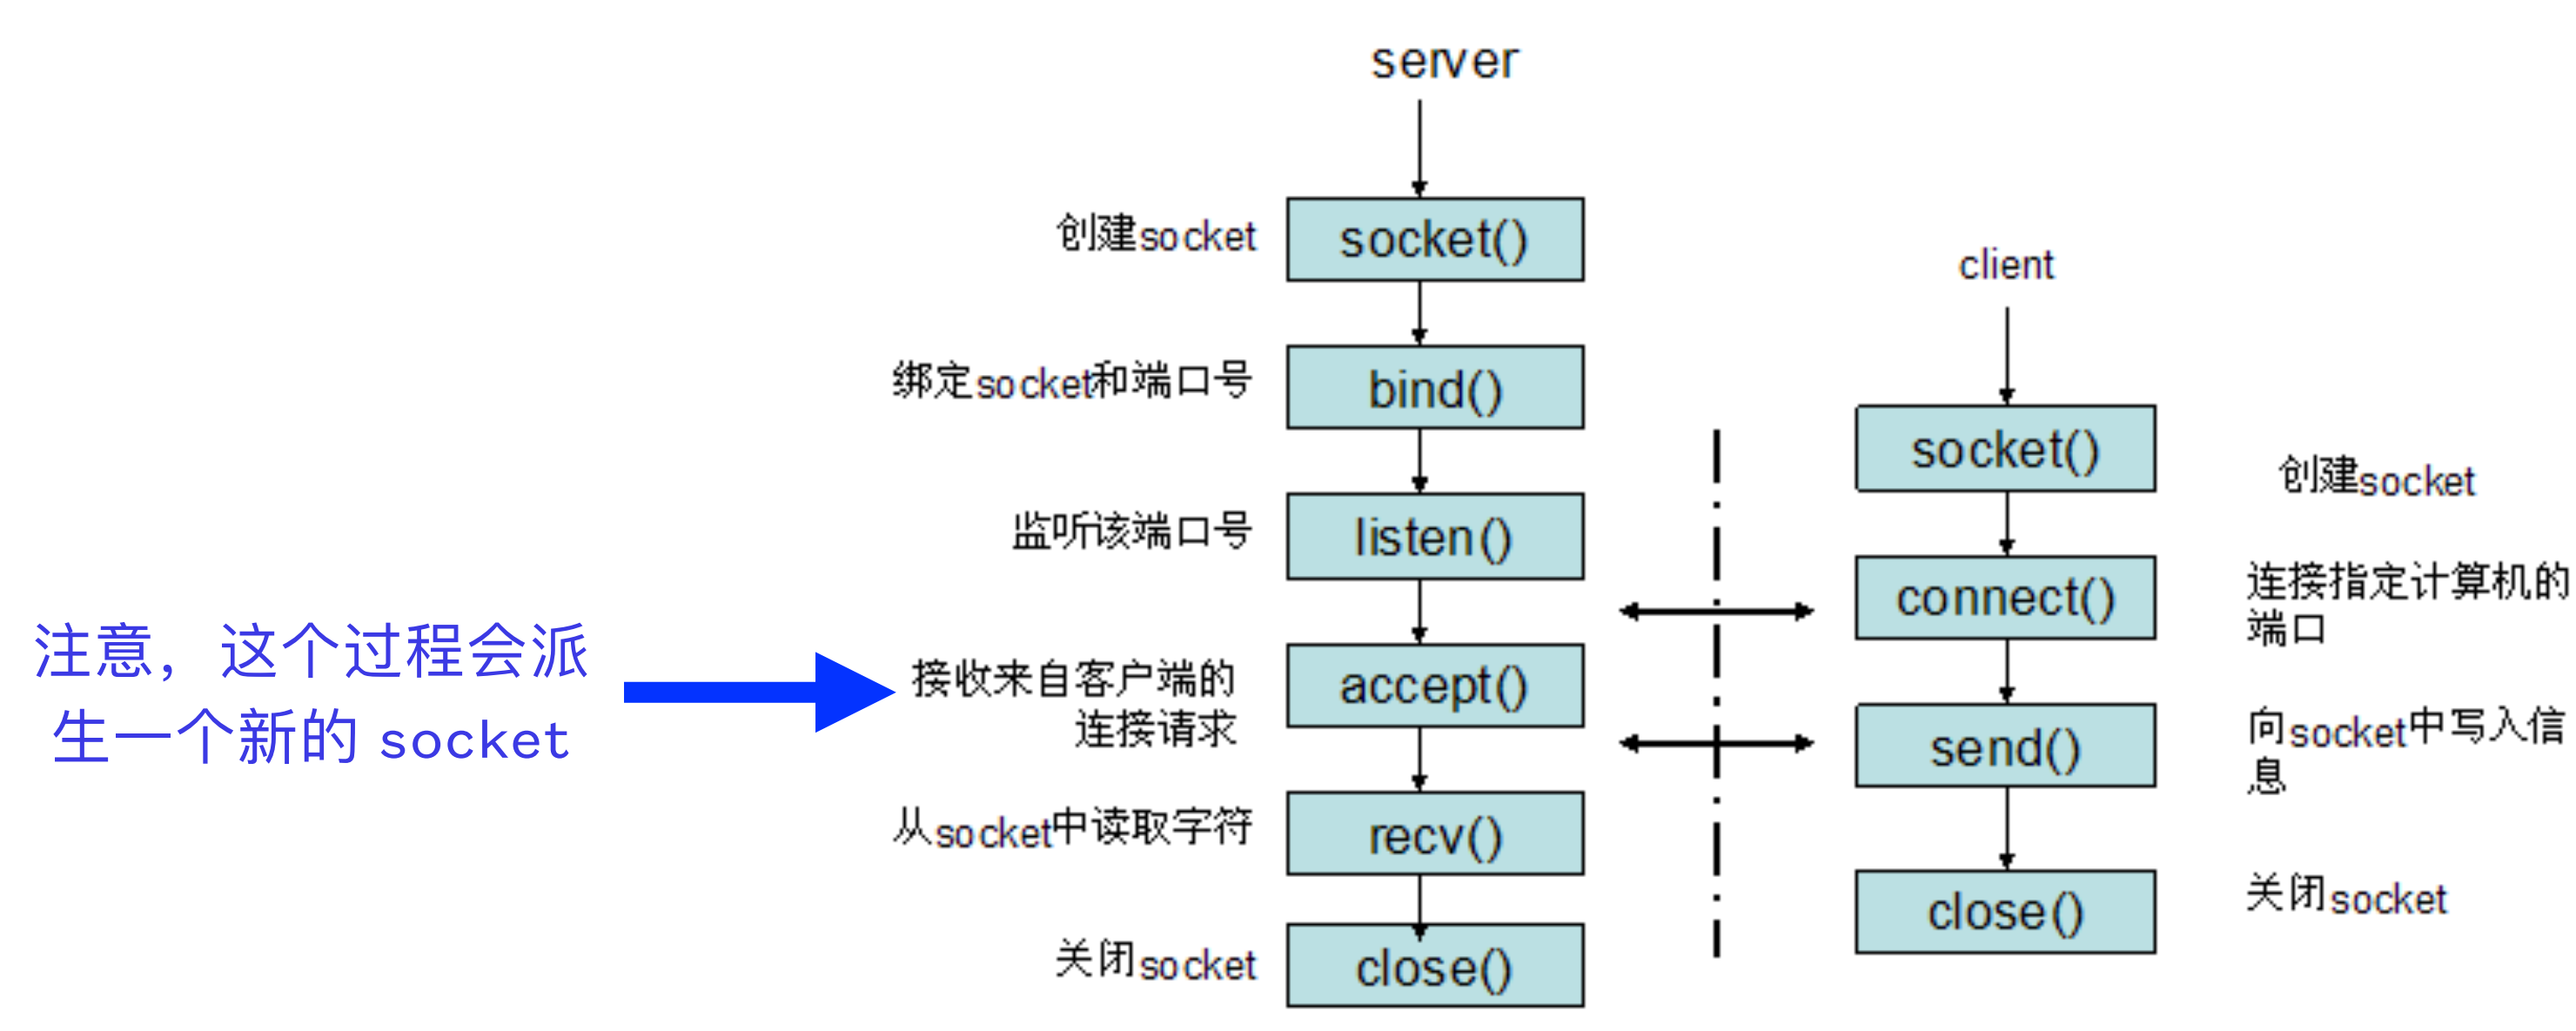 server
创建socket
socket()
绑定socket和端口号
bind()
监听该端口号
listen()
注意，这个过程会派
生一个新的 socket
接收来自客户端的
连接请求
accept()
从socket中读取字符
recv()
关闭socket
close()
client
socket()
创建socket
connect()
连接指定计算机的
端口
send()
向socket中写入信
息
close()
关闭socket